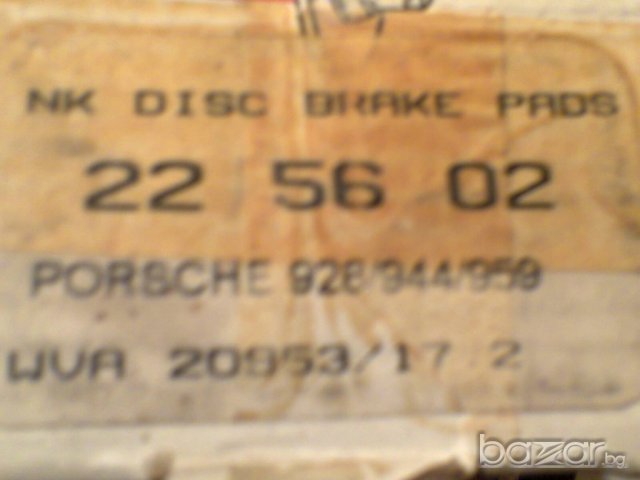 NK DISC BRAKE PADS
22 56 02
PORSCHE 928/944/959
WVA 20953/17 2
bazar.bg